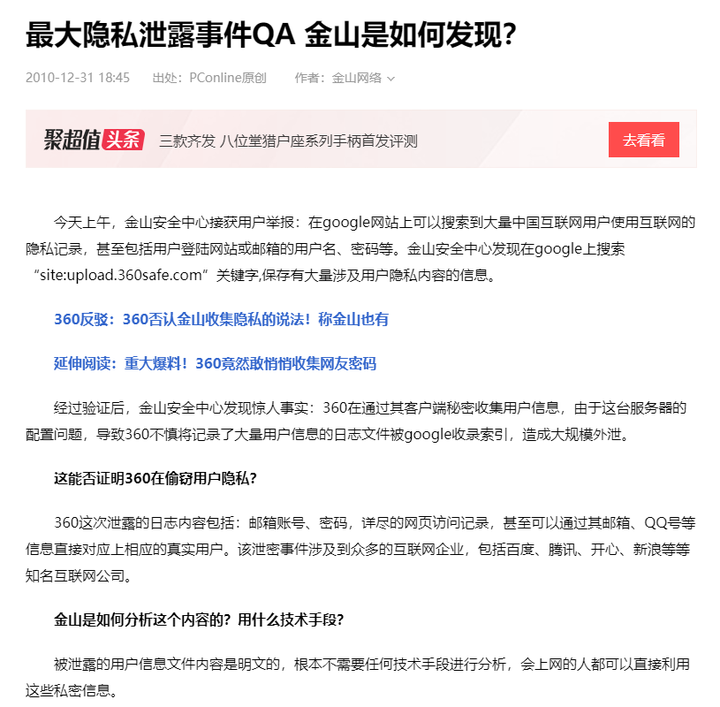 最大隐私泄露事件QA 金山是如何发现？
2010-12-31 18:45 出处：PConline原创 作者：金山网络
聚超值头条 三款齐发 八位堂猎户座系列手柄首发评测 去看看
今天上午，金山安全中心接获用户举报：在google网站上可以搜索到大量中国互联网用户使用互联网的
隐私记录，甚至包括用户登陆网站或邮箱的用户名、密码等。金山安全中心发现在google上搜索
“site:upload.360safe.com”关键字,保存有大量涉及用户隐私内容的信息。
360反驳：360否认金山收集隐私的说法！称金山也有
延伸阅读：重大爆料！360竟然敢悄悄收集网友密码
经过验证后，金山安全中心发现惊人事实：360在通过其客户端秘密收集用户信息，由于这台服务器的
配置问题，导致360不慎将记录了大量用户信息的日志文件被google收录索引，造成大规模外泄。
这能否证明360在偷窃用户隐私？
360这次泄露的日志内容包括：邮箱账号、密码，详尽的网页访问记录，甚至可以通过其邮箱、QQ号等
信息直接对应上相应的真实用户。该泄密事件涉及到众多的互联网企业，包括百度、腾讯、开心、新浪等等
知名互联网公司。
金山是如何分析这个内容的？用什么技术手段？
被泄露的用户信息文件内容是明文的，根本不需要任何技术手段进行分析，会上网的人都可以直接利用
这些私密信息。